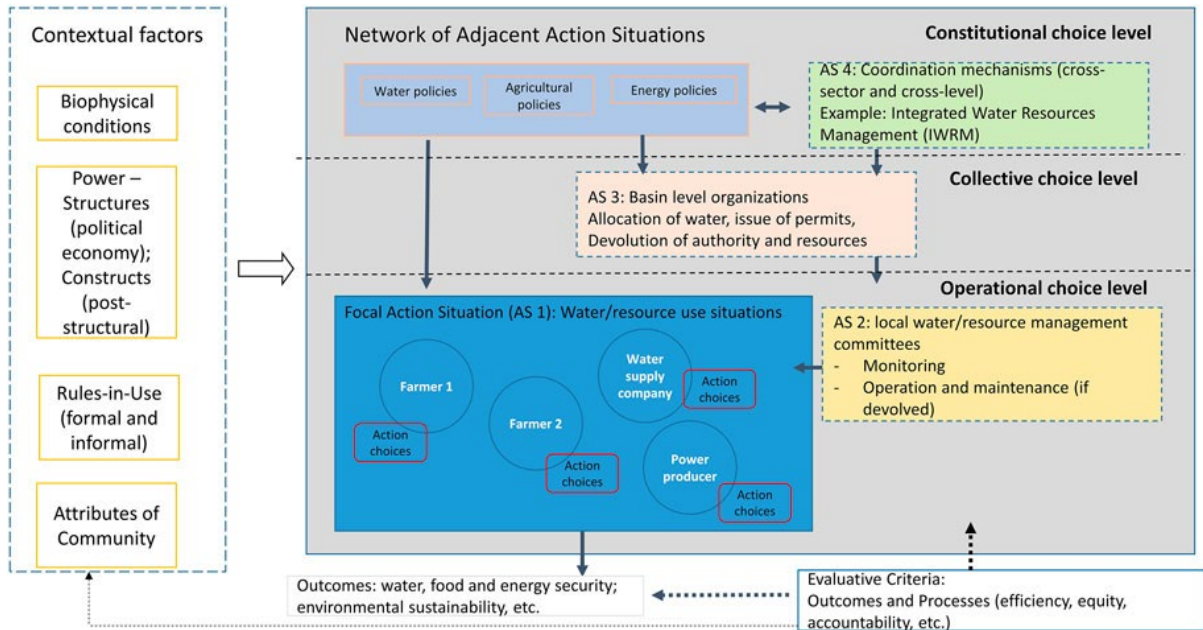 Contextual factors
Biophysical
conditions
Power –
Structures
(political
economy);
Constructs
(post-
structural)
Rules-in-Use
(formal and
informal)
Attributes of
Community
Network of Adjacent Action Situations
Constitutional choice level
Water policies
Agricultural
policies
Energy policies
AS 4: Coordination mechanisms (cross-
sector and cross-level)
Example: Integrated Water Resources
Management (IWRM)
Collective choice level
AS 3: Basin level organizations
Allocation of water, issue of permits,
Devolution of authority and resources
Operational choice level
Focal Action Situation (AS 1): Water/resource use situations
Farmer 1
Action
choices
Farmer 2
Action
choices
Water
supply
company
Action
choices
Power
producer
Action
choices
AS 2: local water/resource management
committees
- Monitoring
- Operation and maintenance (if
devolved)
Outcomes: water, food and energy security;
environmental sustainability, etc.
Evaluative Criteria:
Outcomes and Processes (efficiency, equity,
accountability, etc.)